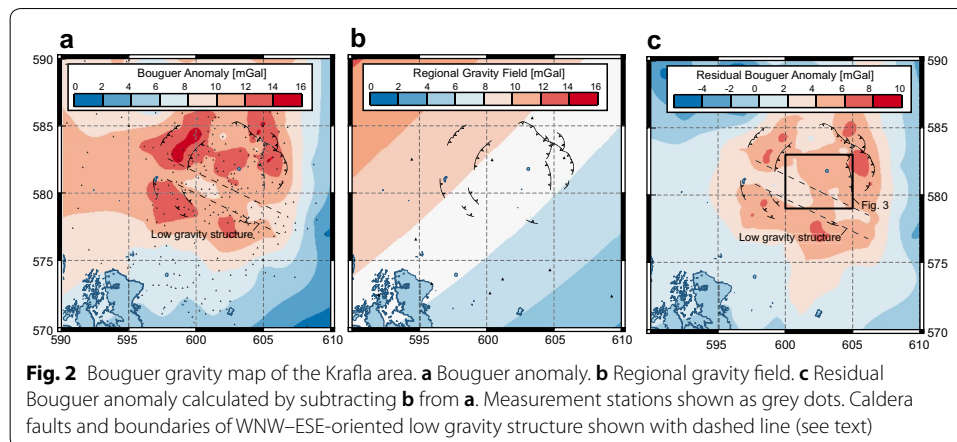 a
b
c
590
585
580
575
570
590
595
600
605
610
Bouguer Anomaly [mGal]
0 2 4 6 8 10 12 14 16
Low gravity structure
595
600
605
610
Regional Gravity Field [mGal]
0 2 4 6 8 10 12 14 16
590
585
580
575
570
595
600
605
610
Residual Bouguer Anomaly [mGal]
-4 -2 0 2 4 6 8 10
Fig. 3
Low gravity structure
Fig. 2 Bouguer gravity map of the Krafla area. a Bouguer anomaly. b Regional gravity field. c Residual
Bouguer anomaly calculated by subtracting b from a. Measurement stations shown as grey dots. Caldera
faults and boundaries of WNW–ESE-oriented low gravity structure shown with dashed line (see text)